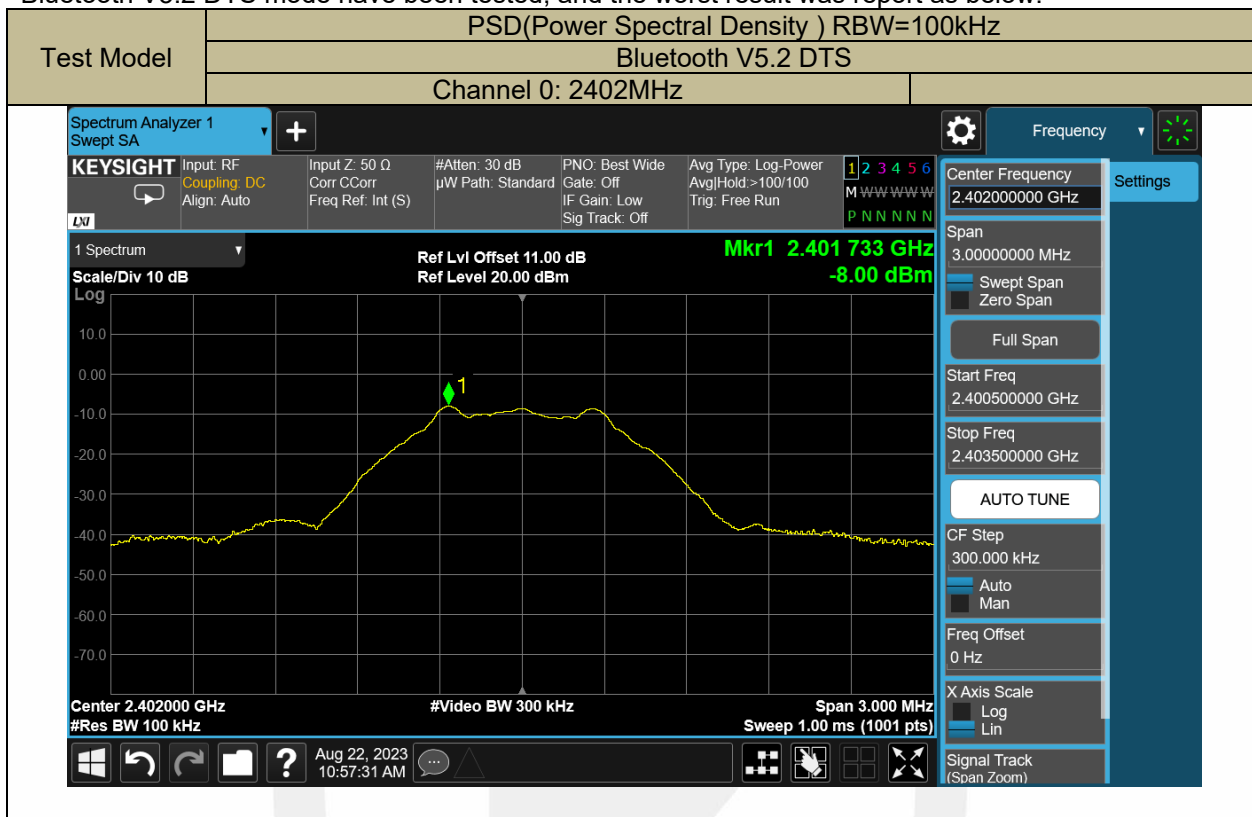 Bluetooth V5.2 DTS mode have been tested, and the worst result was report as below:
Test Model
PSD(Power Spectral Density ) RBW=100kHz
Bluetooth V5.2 DTS
Channel 0: 2402MHz
Spectrum Analyzer 1
Swept SA
Frequency
KEYSIGHT
LXI
Input: RF
Coupling: DC
Align: Auto
Input Z: 50 Ω
Corr CCorr
Freq Ref: Int (S)
#Atten: 30 dB
µW Path: Standard
PNO: Best Wide
Gate: Off
IF Gain: Low
Sig Track: Off
Avg Type: Log-Power
Avg|Hold:>100/100
Trig: Free Run
1 2 3 4 5 6
M W W W W W
P N N N N N
1 Spectrum
Scale/Div 10 dB
Log
Ref Lvl Offset 11.00 dB
Ref Level 20.00 dBm
Mkr1 2.401 733 GHz
-8.00 dBm
10.0
0.00
-10.0
-20.0
-30.0
-40.0
-50.0
-60.0
-70.0
1
Center 2.402000 GHz
#Res BW 100 kHz
#Video BW 300 kHz
Span 3.000 MHz
Sweep 1.00 ms (1001 pts)
Aug 22, 2023
10:57:31 AM
Center Frequency
2.402000000 GHz
Settings
Span
3.00000000 MHz
Swept Span
Zero Span
Full Span
Start Freq
2.400500000 GHz
Stop Freq
2.403500000 GHz
AUTO TUNE
CF Step
300.000 kHz
Auto
Man
Freq Offset
0 Hz
X Axis Scale
Log
Lin
Signal Track
(Span Zoom)